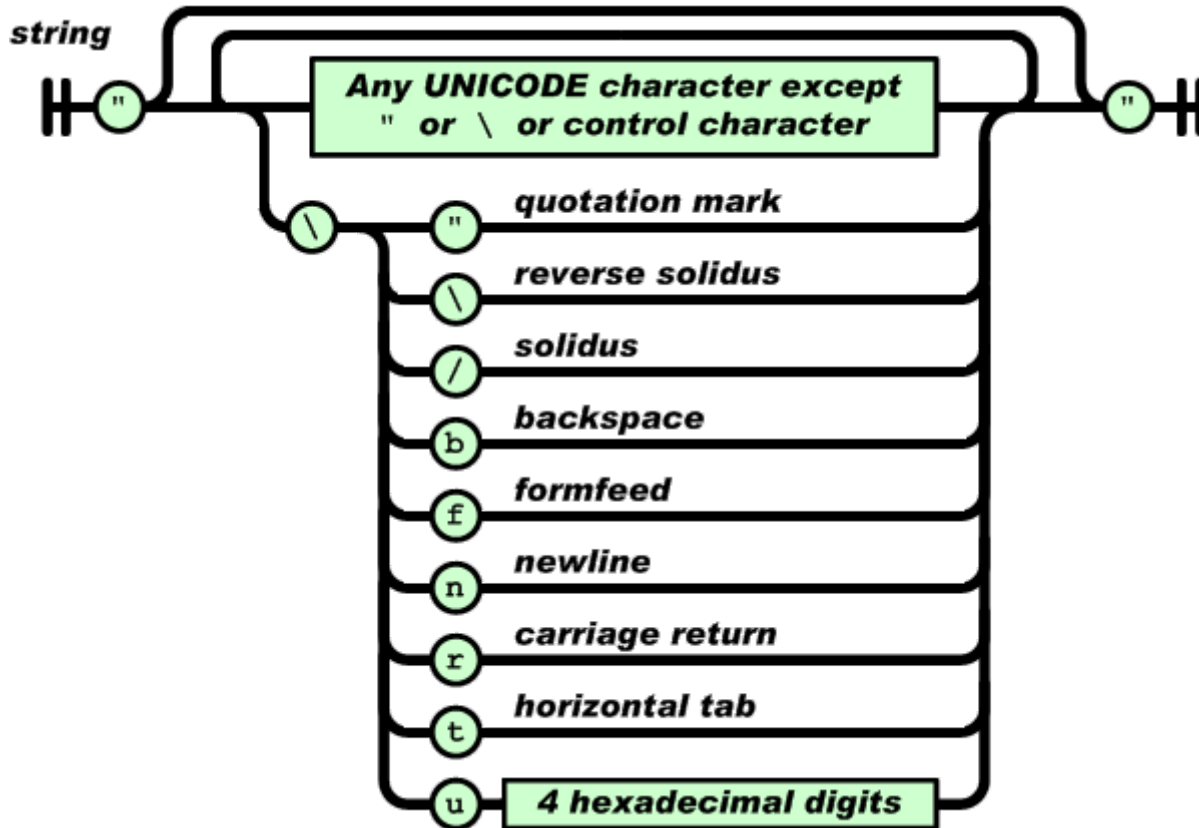 string
" Any UNICODE character except "
" or \ or control character
\ " quotation mark
\ reverse solidus
/ solidus
b backspace
f formfeed
n newline
r carriage return
t horizontal tab
u 4 hexadecimal digits